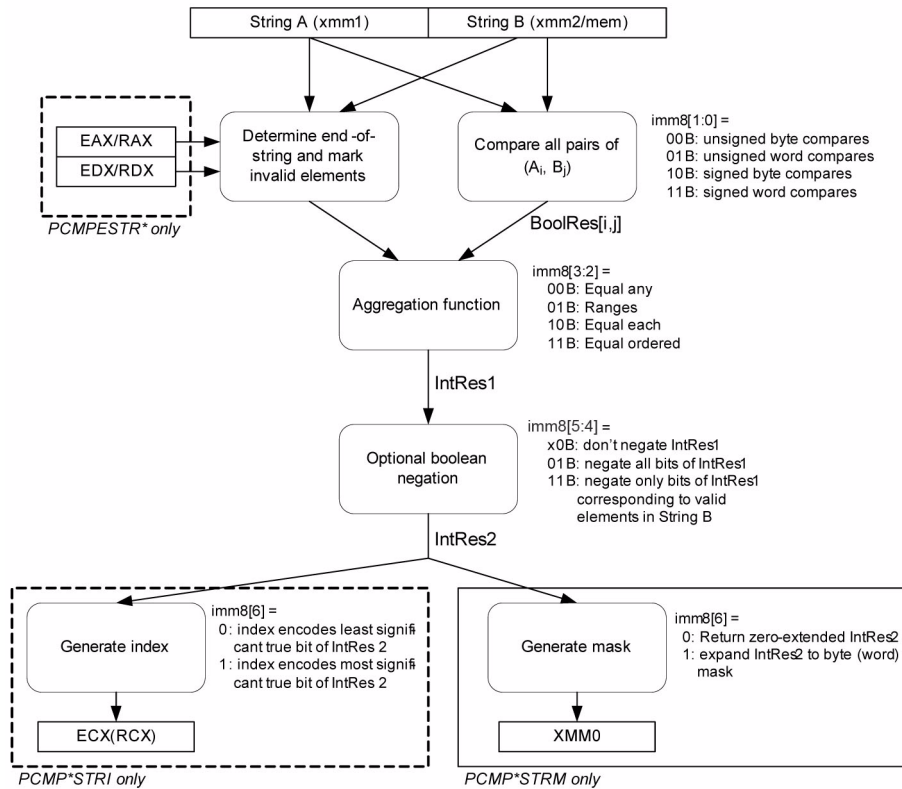 String A (xmm1)
String B (xmm2/mem)
EAX/RAX
EDX/RDX
PCMPESTR* only
Determine end -of-
string and mark
invalid elements
Compare all pairs of
(Ai, Bj)
imm8[1:0] =
00B: unsigned byte compares
01B: unsigned word compares
10B: signed byte compares
11B: signed word compares
BoolRes[i,j]
Aggregation function
imm8[3:2] =
00B: Equal any
01B: Ranges
10B: Equal each
11B: Equal ordered
IntRes1
Optional boolean
negation
imm8[5:4] =
x0B: don't negate IntRes1
01B: negate all bits of IntRes1
11B: negate only bits of IntRes1
corresponding to valid
elements in String B
IntRes2
Generate index
imm8[6] =
0: index encodes least signifi-
cant true bit of IntRes 2
1: index encodes most signifi-
cant true bit of IntRes 2
ECX(RCX)
PCMP*STRI only
Generate mask
imm8[6] =
0: Return zero-extended IntRes2
1: expand IntRes2 to byte (word)
mask
XMM0
PCMP*STRM only